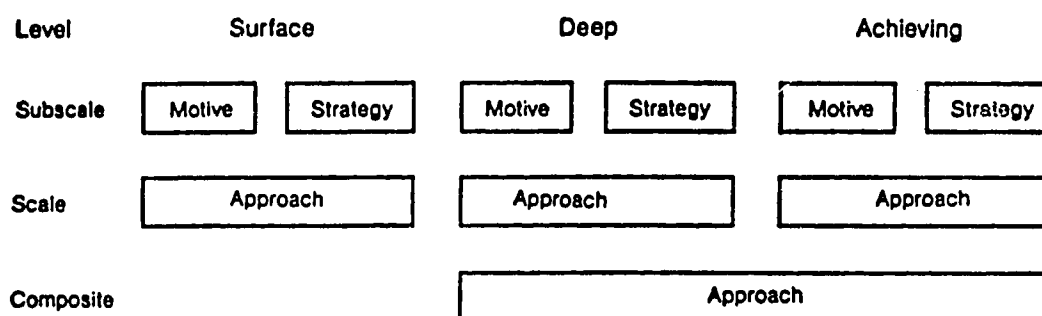 Level Surface Deep Achieving
Subscale Motive Strategy Motive Strategy Motive Strategy
Scale Approach Approach Approach
Composite Approach